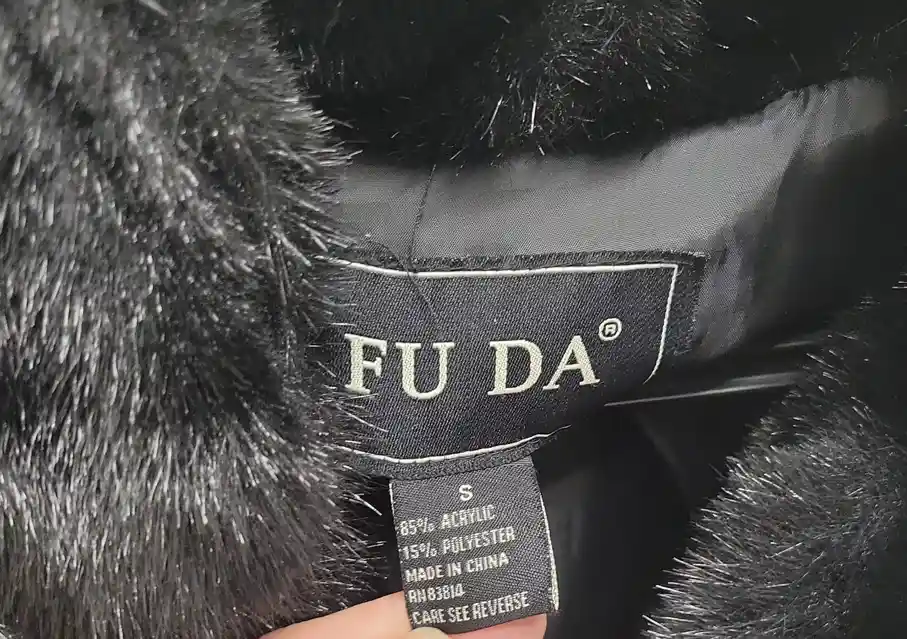 FU DA®
S
85% ACRYLIC
15% POLYESTER
MADE IN CHINA
RN83814
CARE SEE REVERSE